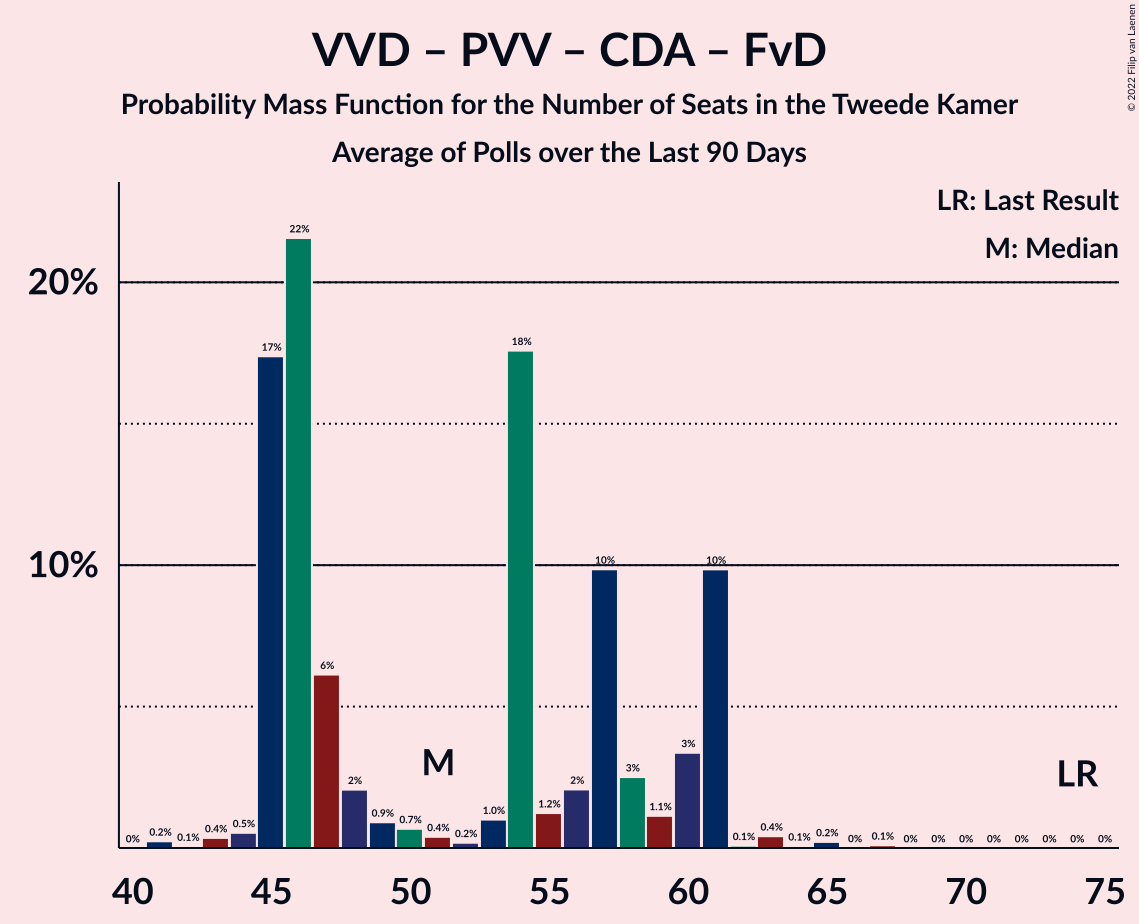 VVD – PVV – CDA – FvD
Probability Mass Function for the Number of Seats in the Tweede Kamer
Average of Polls over the Last 90 Days
© 2022 Filip van Laenen
LR: Last Result
M: Median
20%
10%
0% 0.2% 0.1% 0.4% 0.5% 17% 22% 6% 2% 0.9% 0.7% 0.4% 0.2% 1.0% 18% 1.2% 2% 10% 3% 1.1% 3% 10% 0.1% 0.4% 0.1% 0.2% 0% 0.1% 0% 0% 0% 0% 0% 0% 0% 0%
M
LR
40 45 50 55 60 65 70 75